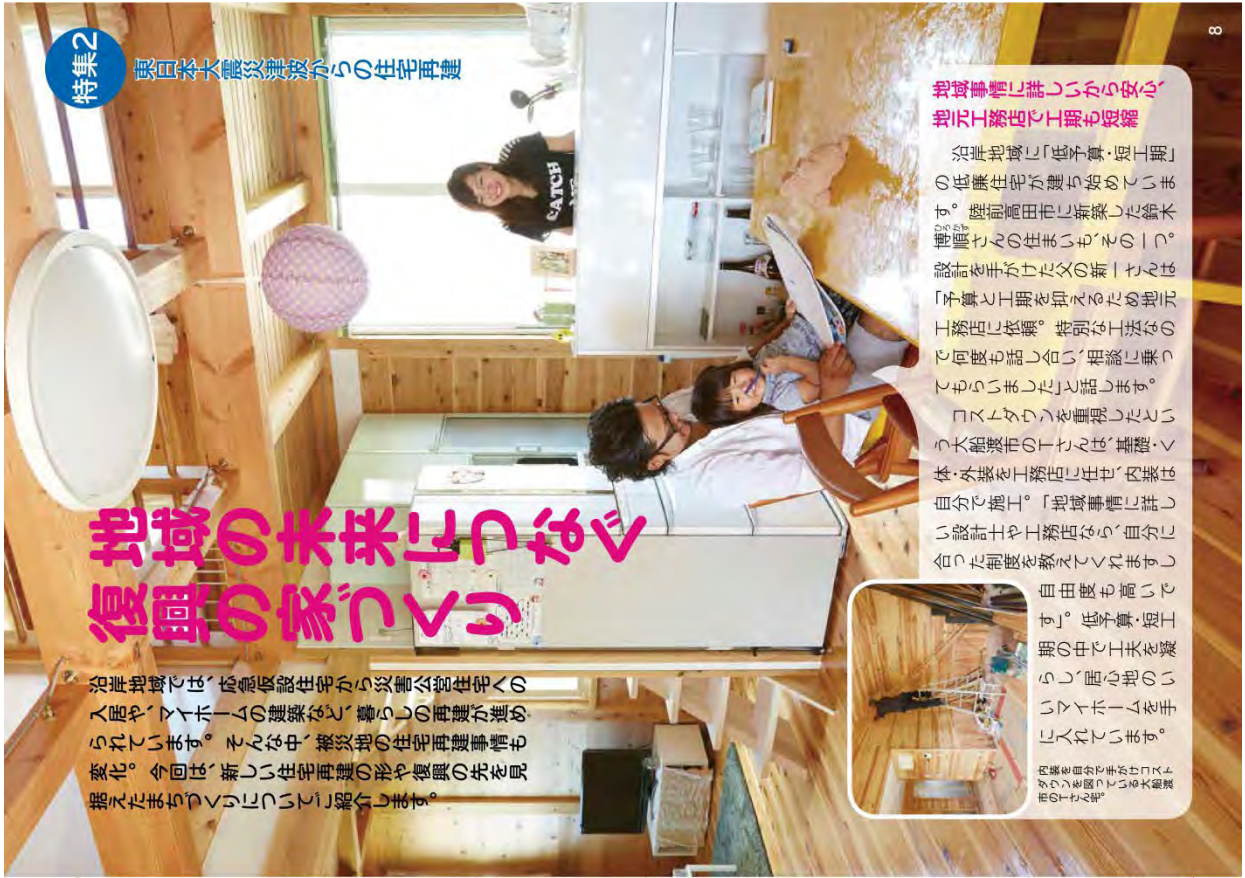 特集2
東日本大震災津波からの住宅再建
地域の未来につなぐ
復興の家づくり
沿岸地域では、応急仮設住宅から災害公営住宅への
入居や、マイホームの建築など、暮らしの再建が進め
られています。そんな中、被災地の住宅再建事情も
変化。今回は、新しい住宅再建の形や復興の先を見
据えたまちづくりについてご紹介します。
地域事情に詳しいから安心、
地元工務店で工期も短縮
沿岸地域に「低予算・短工期」
の低廉住宅が建ち始めていま
す。陸前高田市に新築した鈴木
博順さんの住まいも、その一つ。
ひろかず
設計を手がけた父の新一さんは
「予算と工期を抑えるため地元
工務店に依頼。特別な工法なの
で何度も話し合い、相談に乗っ
てもらいました」と話します。
コストダウンを重視したとい
う大船渡市のTさんは、基礎・く
体・外装を工務店に任せ、内装は
自分で施工。「地域事情に詳し
い設計士や工務店なら、自分に
合った制度を教えてくれますし
自由度も高いで
す」。低予算・短工
期の中で工夫を凝
らし、居心地のい
いマイホームを手
に入れています。
内装を自分で手がけコスト
ダウンを図っている大船渡
市のTさん宅。
CATCH
8